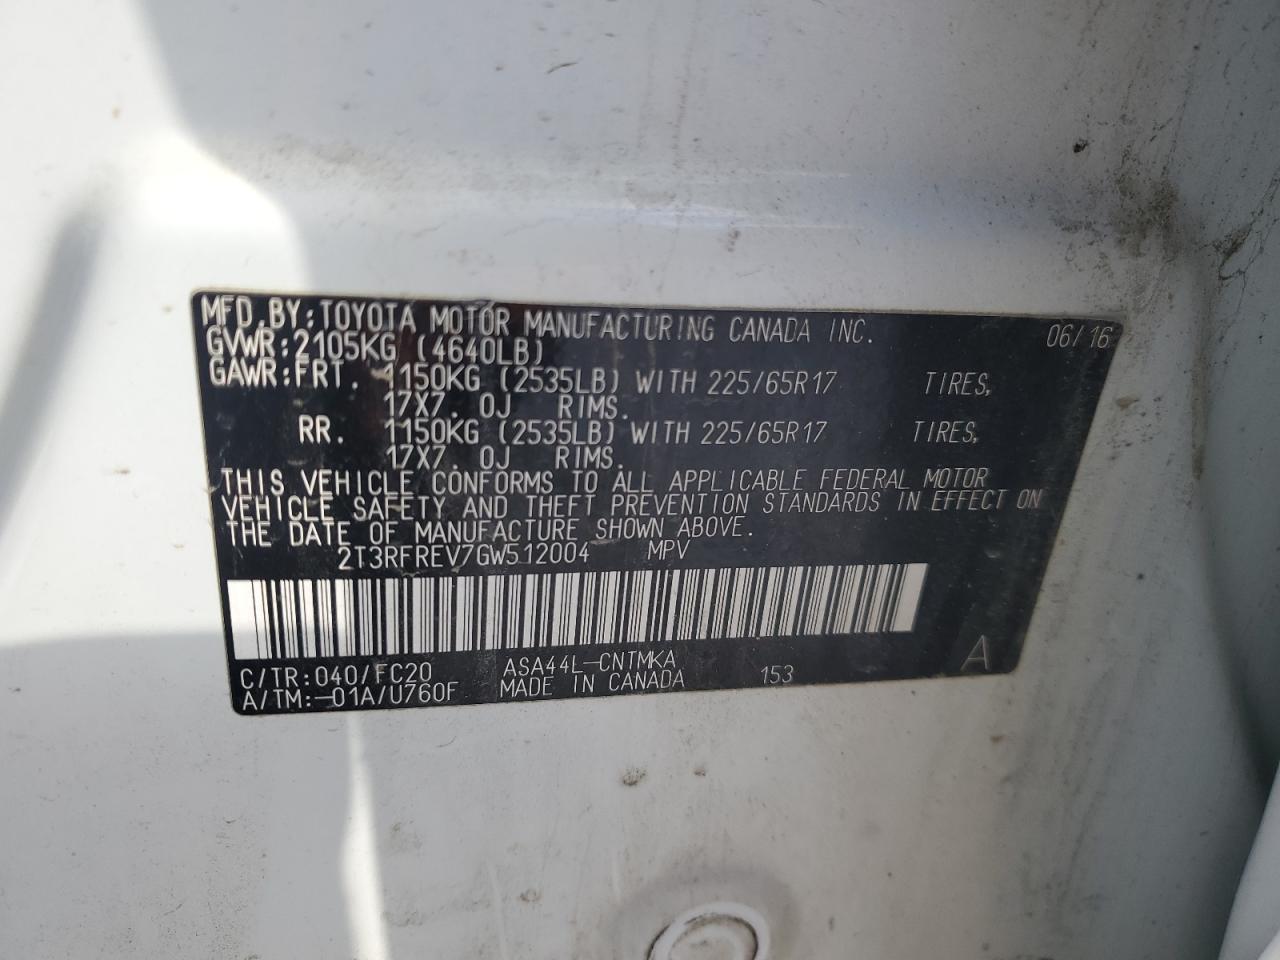 MFD.BY:TOYOTA MOTOR MANUFACTURING CANADA INC. 06/16
GVWR:2105KG (4640LB)
GAWR:FRT. 1150KG (2535LB) WITH 225/65R17 TIRES,
17X7. 0J RIMS.
RR. 1150KG (2535LB) WITH 225/65R17 TIRES,
17X7. 0J RIMS.
THIS VEHICLE CONFORMS TO ALL APPLICABLE FEDERAL MOTOR
VEHICLE SAFETY AND THEFT PREVENTION STANDARDS IN EFFECT ON
THE DATE OF MANUFACTURE SHOWN ABOVE.
2T3RFREV7GW512004 MPV
C/TR:040/FC20 ASA44L-CNTMKA 153 A
A/TM:-01A/U760F MADE IN CANADA